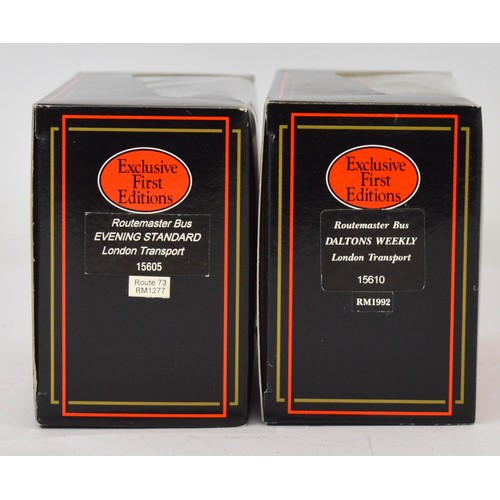 Exclusive
First
Editions
Routemaster Bus
EVENING STANDARD
London Transport
15605
Route 73
RM1277
Exclusive
First
Editions
Routemaster Bus
DALTONS WEEKLY
London Transport
15610
RM1992